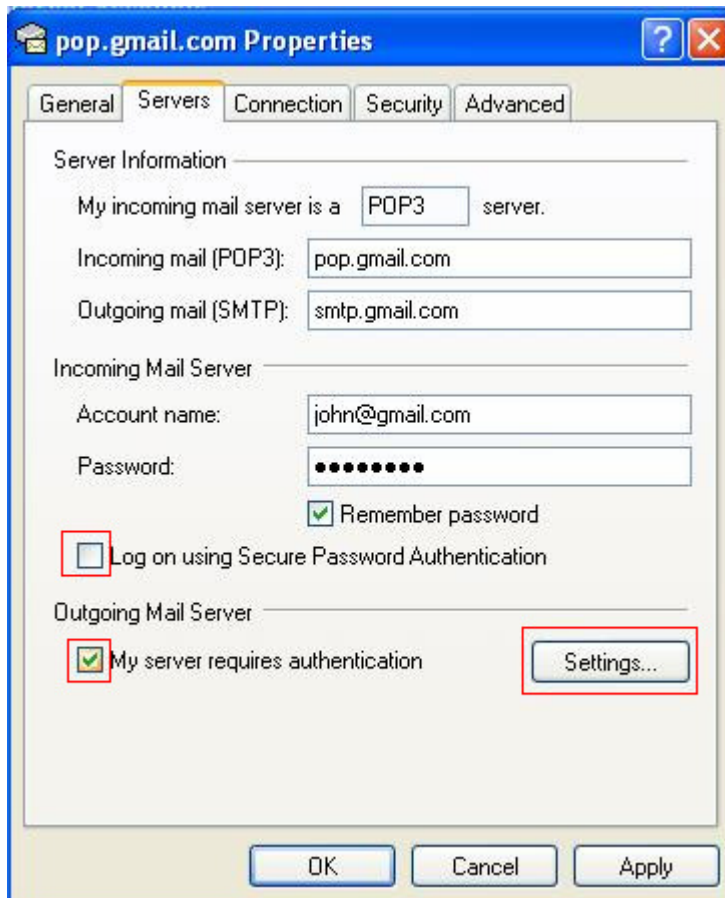 pop.gmail.com Properties
General Servers Connection Security Advanced
Server Information
My incoming mail server is a POP3 server.
Incoming mail (POP3): pop.gmail.com
Outgoing mail (SMTP): smtp.gmail.com
Incoming Mail Server
Account name: john@gmail.com
Password: ●●●●●●●●
Remember password
Log on using Secure Password Authentication
Outgoing Mail Server
My server requires authentication Settings...
OK Cancel Apply